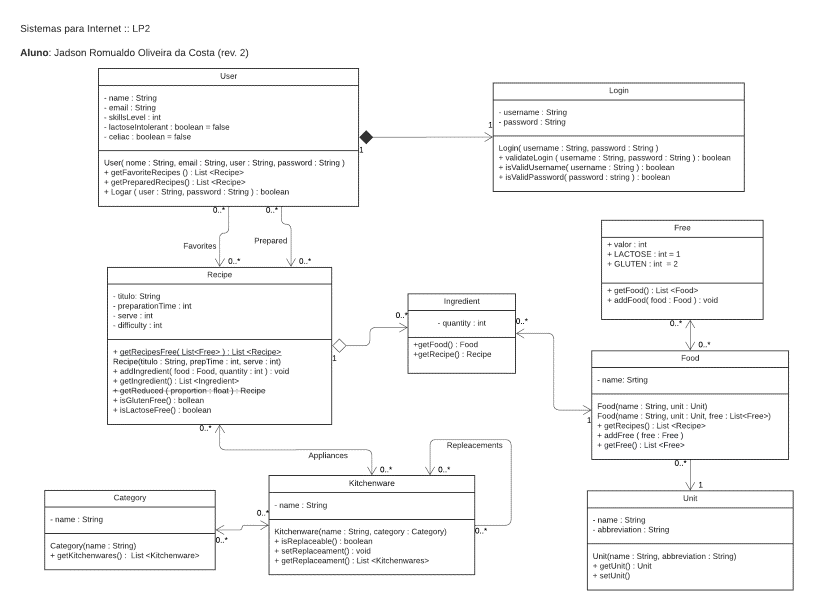 Sistemas para Internet :: LP2
Aluno: Jadson Romualdo Oliveira da Costa (rev. 2)
User
- name : String
- email : String
- skillsLevel : int
- lactoseIntolerant : boolean = false
- celiac : boolean = false
User( nome : String, email : String, user : String, password : String )
+ getFavoriteRecipes () : List <Recipe>
+ getPreparedRecipes() : List <Recipe>
+ Logar ( user : String, password : String ) : boolean
1
1
Login
- username : String
- password : String
Login( username : String, password : String )
+ validateLogin ( username : String, password : String ) : boolean
+ isValidUsername( username : String ) : boolean
+ isValidPassword( password : string ) : boolean
0..*
0..*
Favorites
Prepared
0..*
0..*
Free
+ valor : int
+ LACTOSE : int = 1
+ GLUTEN : int = 2
+ getFood() : List <Food>
+ addFood( food : Food ) : void
0..*
0..*
Recipe
- titulo: String
- preparationTime : int
- serve : int
- difficulty : int
+ getRecipesFree( List<Free> ) : List <Recipe>
Recipe(titulo : String, prepTime : int, serve : int)
+ addIngredient( food : Food, quantity : int ) : void
+ getIngredient() : List <Ingredient>
+ getReduced ( proportion : float ) : Recipe
+ isGlutenFree() : bollean
+ isLactoseFree() : boolean
1
0..*
Ingredient
- quantity : int
+getFood() : Food
+getRecipe() : Recipe
0..*
1
Food
- name: Srting
Food(name : String, unit : Unit)
Food(name : String, unit : Unit, free : List<Free>)
+ getRecipes() : List <Recipe>
+ addFree ( free : Free )
+ getFree() : List <Free>
0..*
1
0..*
Appliances
0..*
Repleacements
0..*
0..*
Kitchenware
- name : String
Kitchenware(name : String, category : Category)
+ isReplaceable() : boolean
+ setReplaceament() : void
+ getReplaceament() : List <Kitchenwares>
0..*
0..*
Category
- name : String
Category(name : String)
+ getKitchenwares() : List <Kitchenware>
Unit
- name : String
- abbreviation : String
Unit(name : String, abbreviation : String)
+ getUnit() : Unit
+ setUnit()